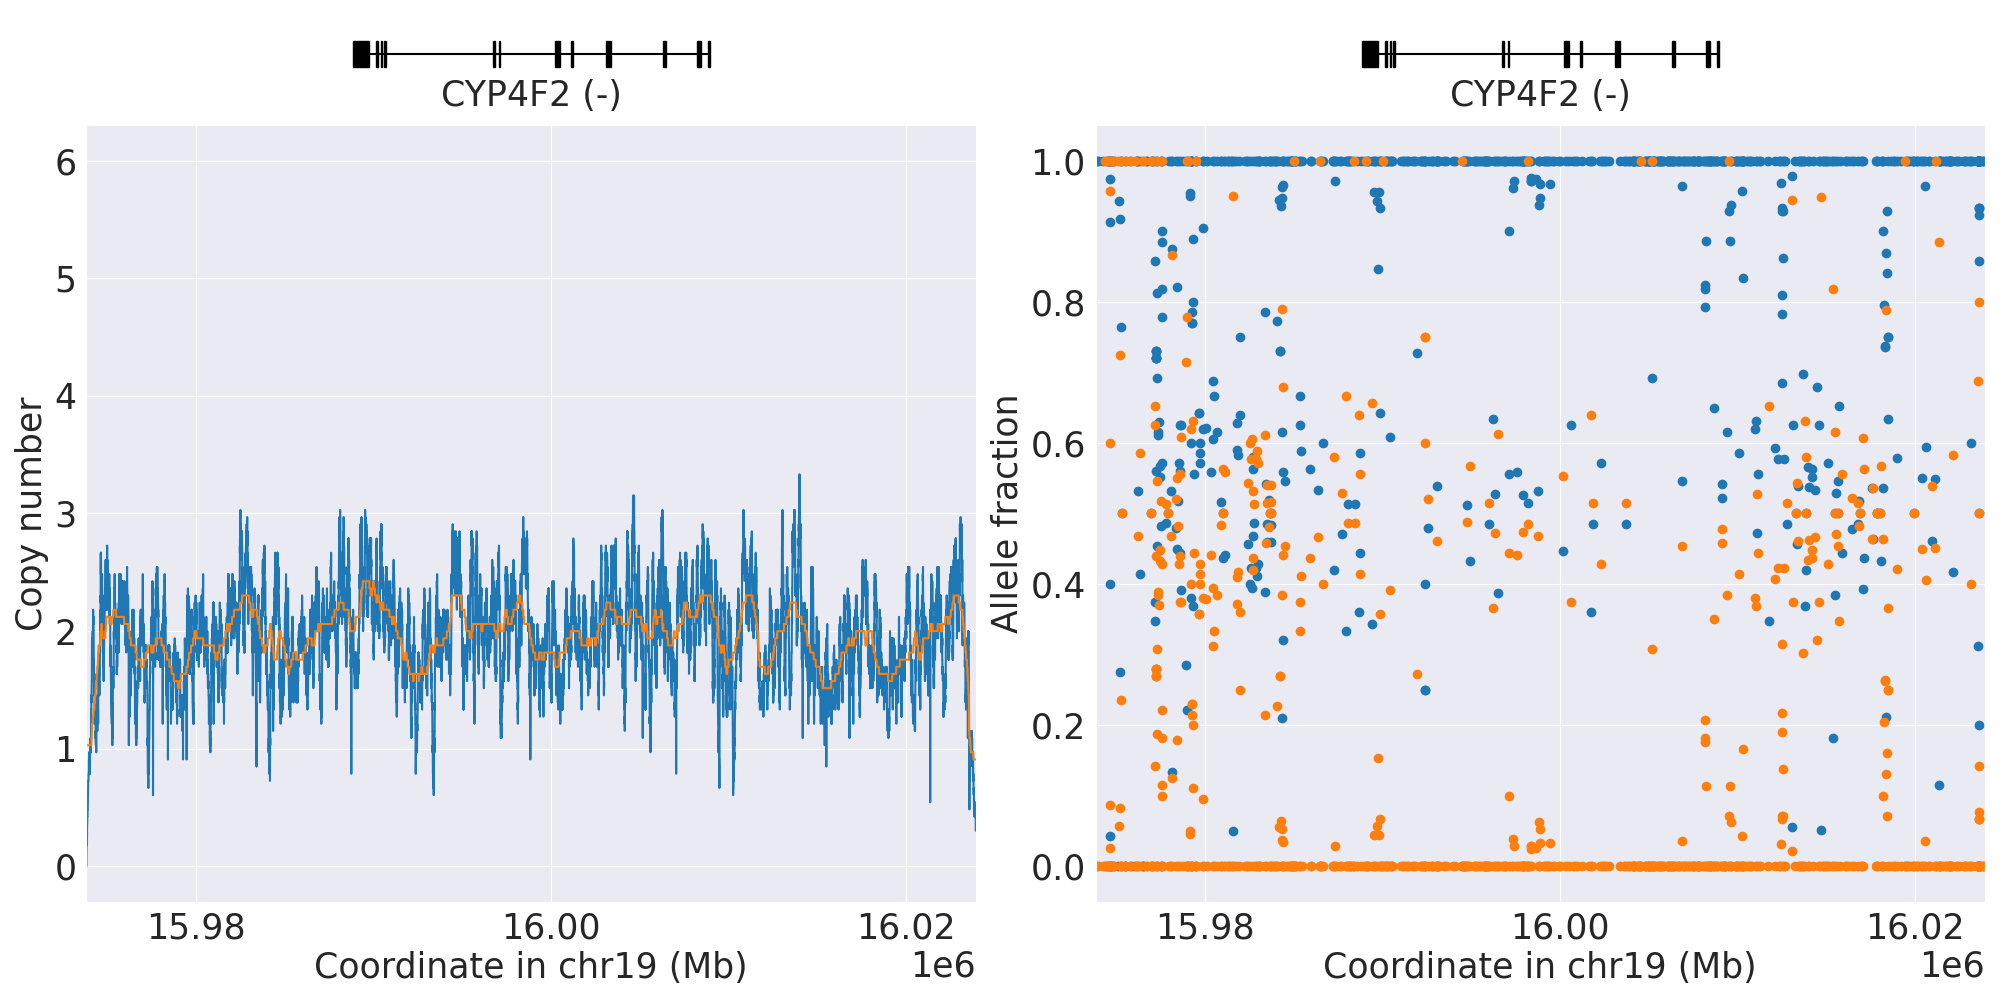 CYP4F2 (-)
6
5
4
3
2
1
0
Copy number
15.98
16.00
16.02
Coordinate in chr19 (Mb)
1e6
CYP4F2 (-)
1.0
0.8
0.6
0.4
0.2
0.0
Allele fraction
15.98
16.00
16.02
Coordinate in chr19 (Mb)
1e6